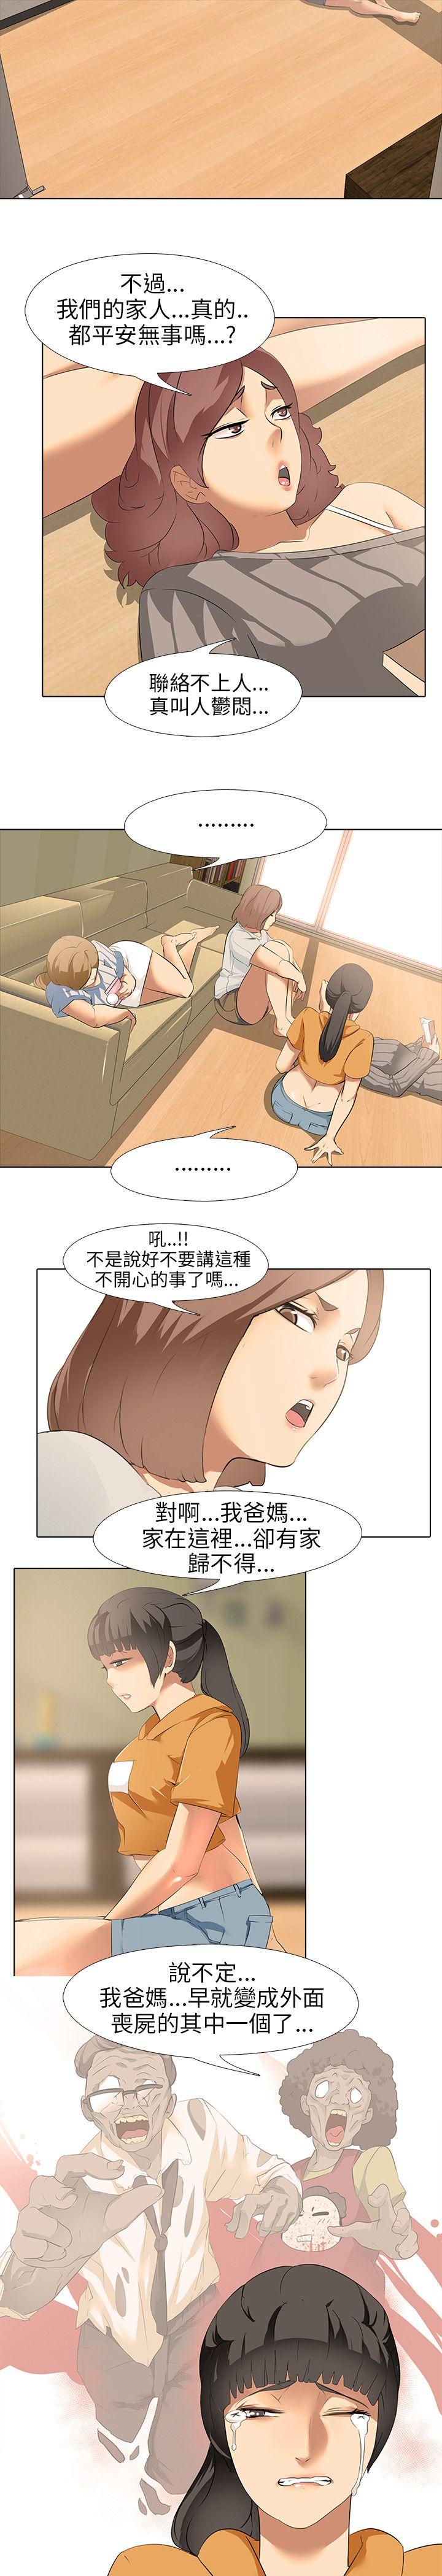 不過...
我們的家人...真的..
都平安無事嗎...?
聯絡不上人...
真叫人鬱悶...
.........
.........
吼..!!
不是說好不要講這種
不開心的事了嗎...
對啊...我爸媽...
家在這裡...卻有家
歸不得...
說不定...
我爸媽...早就變成外面
喪屍的其中一個了...